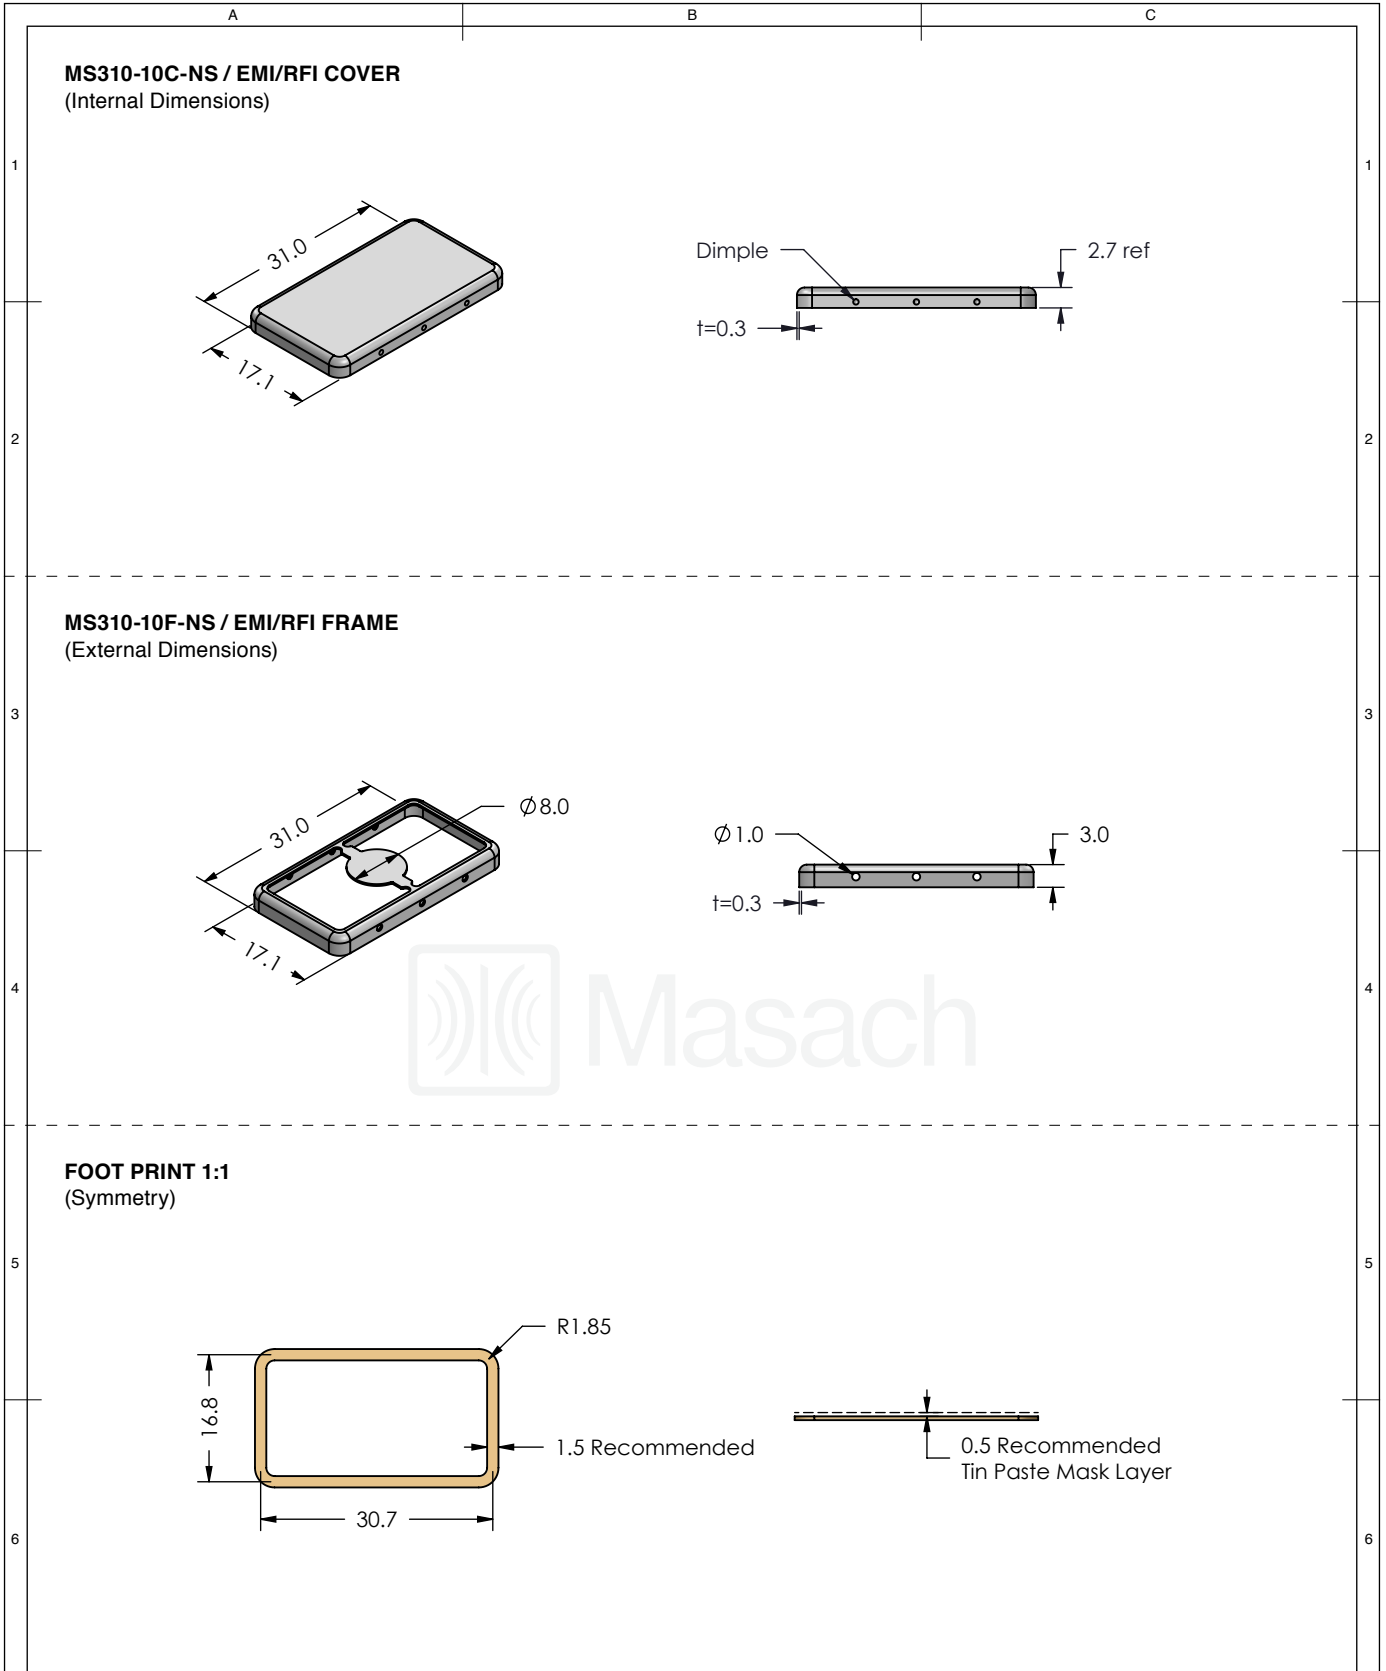 A
B
C
MS310-10C-NS / EMI/RFI COVER
(Internal Dimensions)
1
1
31.0
17.1
Dimple
2.7 ref
t=0.3
2
2
MS310-10F-NS / EMI/RFI FRAME
(External Dimensions)
3
3
31.0
∅8.0
17.1
∅1.0
3.0
t=0.3
Masach
4
4
FOOT PRINT 1:1
(Symmetry)
5
5
R1.85
16.8
1.5 Recommended
30.7
0.5 Recommended
Tin Paste Mask Layer
6
6